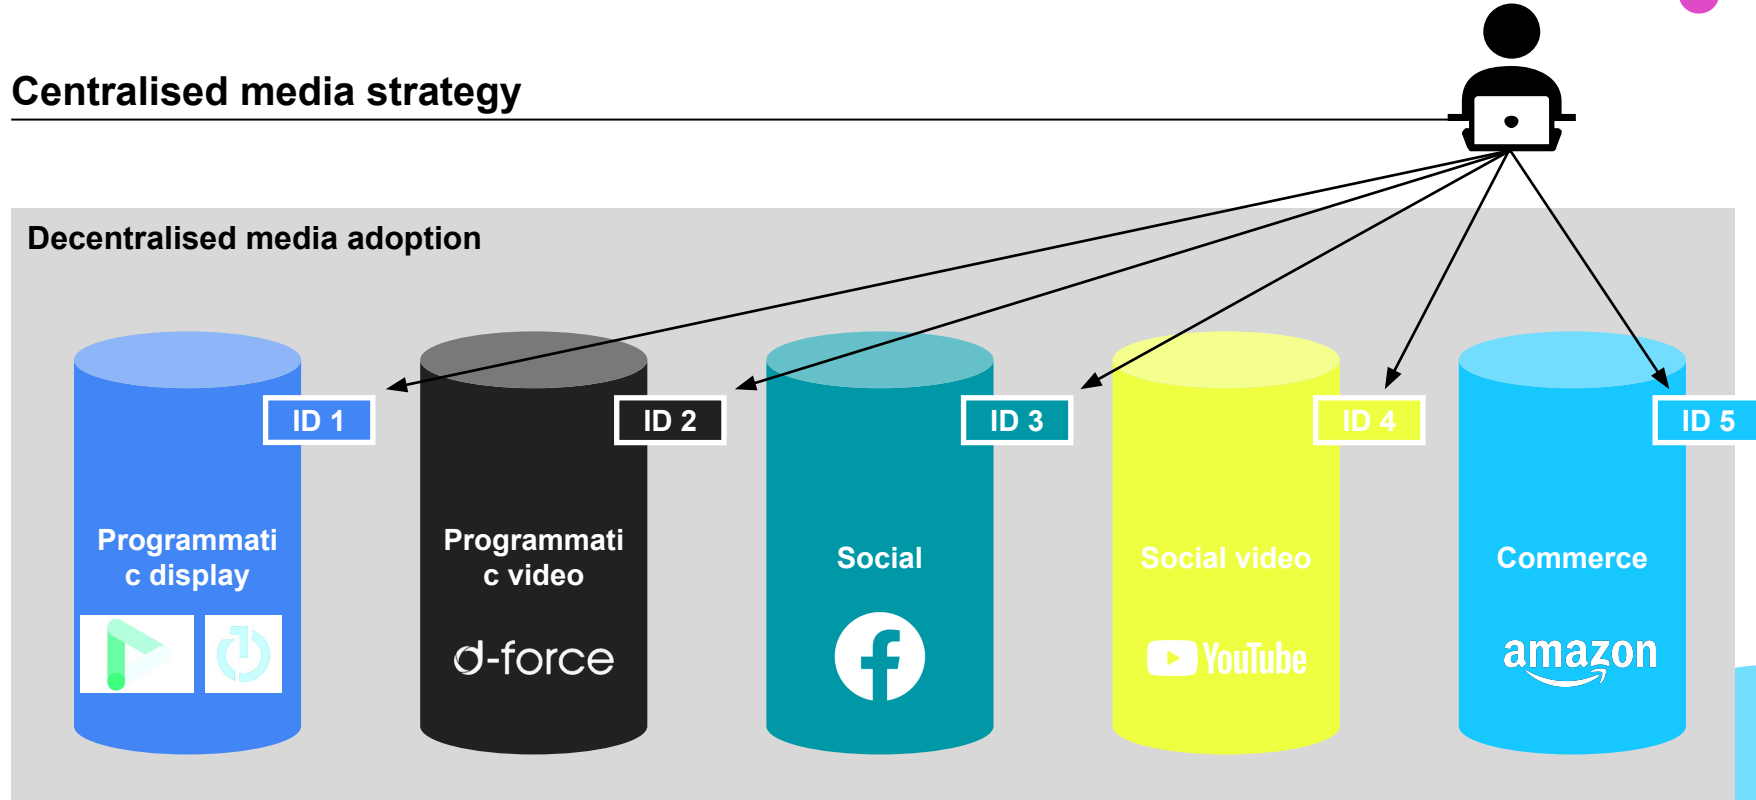 Centralised media strategy
Decentralised media adoption
ID 1
ID 2
ID 3
ID 4
ID 5
Programmati
c display
Programmati
c video
d-force
Social
Social video
YouTube
Commerce
amazon